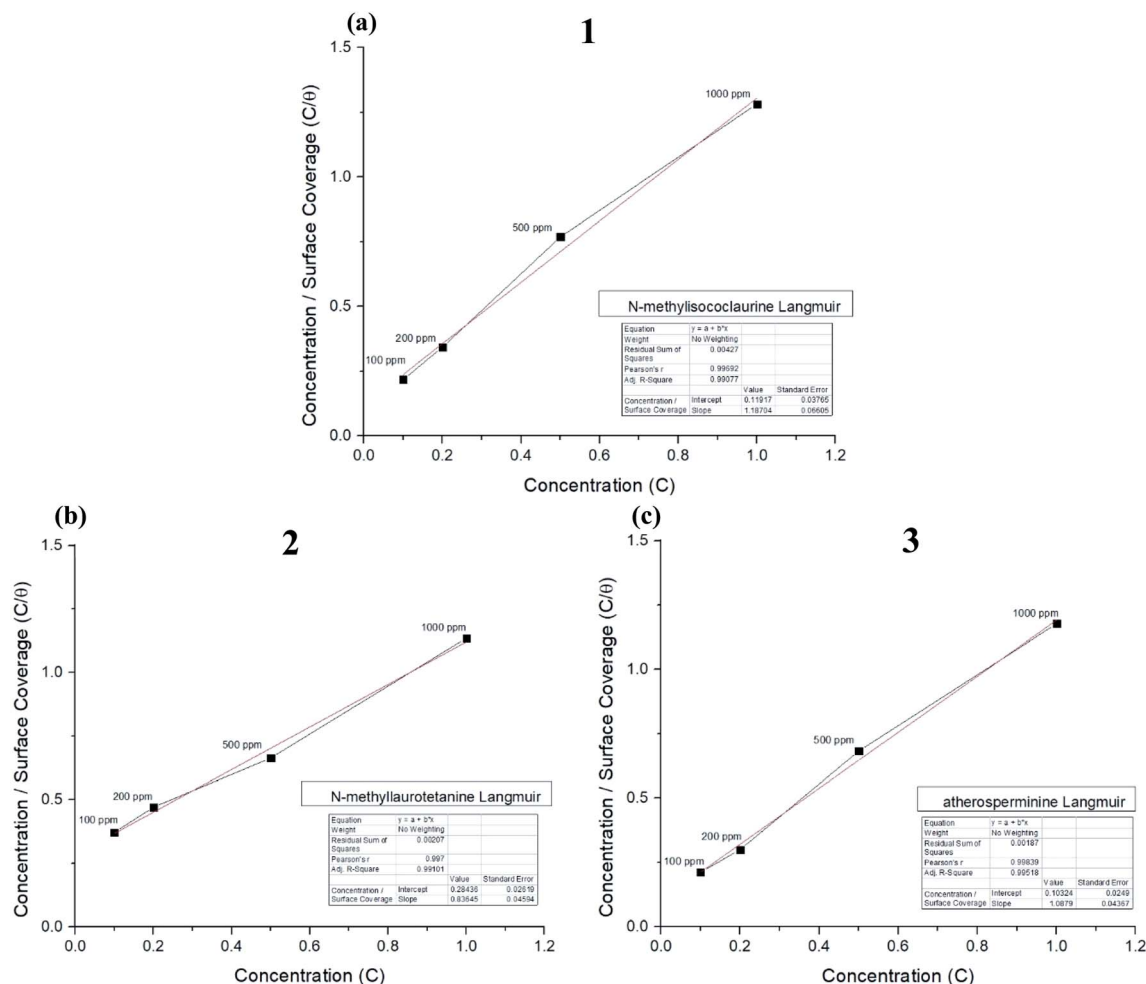 (a)
1
Concentration / Surface Coverage (C/θ)
1.5
1.0
0.5
0.0
100 ppm
200 ppm
500 ppm
1000 ppm
N-methylisococlaurine Langmuir
Equation y = a + b*x
Weight No Weighting
Residual Sum of Squares 0.00427
Pearson's r 0.99692
Adj. R-Square 0.99077
Value Standard Error
Concentration / Surface Coverage Intercept 0.11917 0.03765
Slope 1.18704 0.06605
0.0 0.2 0.4 0.6 0.8 1.0 1.2
Concentration (C)
(b)
2
Concentration / Surface Coverage (C/θ)
1.5
1.0
0.5
0.0
100 ppm
200 ppm
500 ppm
1000 ppm
N-methyllaurotetanine Langmuir
Equation y = a + b*x
Weight No Weighting
Residual Sum of Squares 0.00207
Pearson's r 0.997
Adj. R-Square 0.99101
Value Standard Error
Concentration / Surface Coverage Intercept 0.28436 0.02619
Slope 0.83645 0.04594
0.0 0.2 0.4 0.6 0.8 1.0 1.2
Concentration (C)
(c)
3
Concentration / Surface Coverage (C/θ)
1.5
1.0
0.5
0.0
100 ppm
200 ppm
500 ppm
1000 ppm
atherosperminine Langmuir
Equation y = a + b*x
Weight No Weighting
Residual Sum of Squares 0.00187
Pearson's r 0.99839
Adj. R-Square 0.99518
Value Standard Error
Concentration / Surface Coverage Intercept 0.10324 0.0249
Slope 1.0879 0.04367
0.0 0.2 0.4 0.6 0.8 1.0 1.2
Concentration (C)